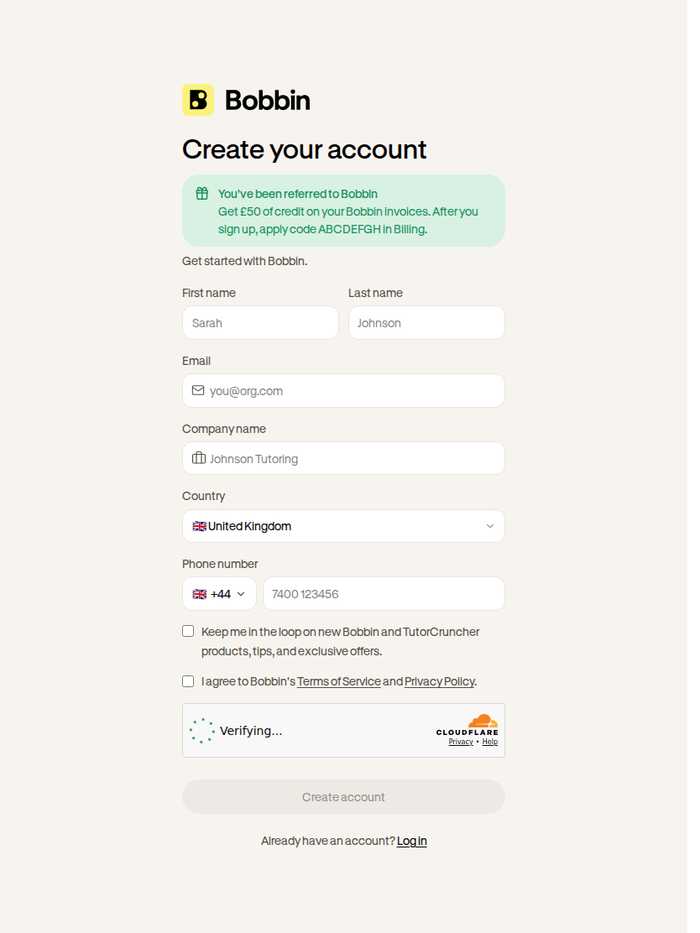 B Bobbin
Create your account
You've been referred to Bobbin
Get £50 of credit on your Bobbin invoices. After you
sign up, apply code ABCDEFGH in Billing.
Get started with Bobbin.
First name Last name
Sarah Johnson
Email
you@org.com
Company name
Johnson Tutoring
Country
United Kingdom
Phone number
+44 7400 123456
Keep me in the loop on new Bobbin and TutorCruncher
products, tips, and exclusive offers.
I agree to Bobbin's Terms of Service and Privacy Policy.
Verifying...
CLOUDFLARE
Privacy • Help
Create account
Already have an account? Log in